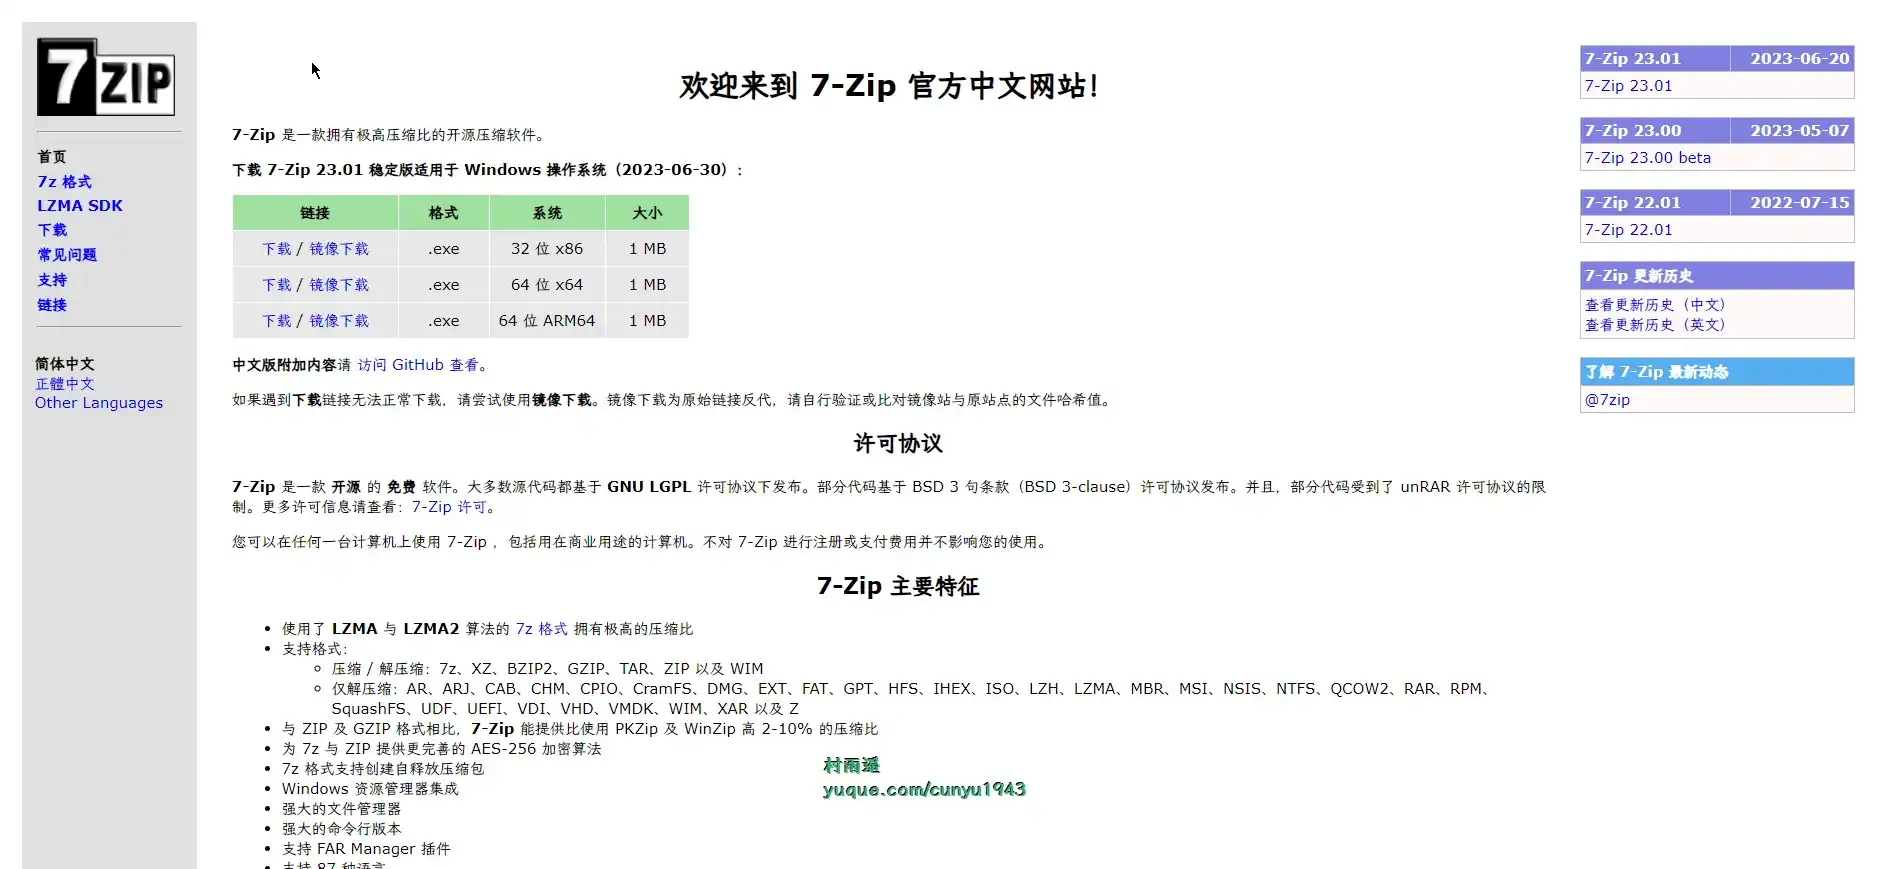 7ZIP
首页
7z 格式
LZMA SDK
下载
常见问题
支持
链接
简体中文
正體中文
Other Languages
欢迎来到 7-Zip 官方中文网站！
7-Zip 是一款拥有极高压缩比的开源压缩软件。
下载 7-Zip 23.01 稳定版适用于 Windows 操作系统（2023-06-30）：
链接 格式 系统 大小
下载 / 镜像下载 .exe 32 位 x86 1 MB
下载 / 镜像下载 .exe 64 位 x64 1 MB
下载 / 镜像下载 .exe 64 位 ARM64 1 MB
中文版附加内容请 访问 GitHub 查看。
如果遇到下载链接无法正常下载，请尝试使用镜像下载。镜像下载为原始链接反代，请自行验证或比对镜像站与原站点的文件哈希值。
许可协议
7-Zip 是一款 开源 的 免费 软件。大多数源代码都基于 GNU LGPL 许可协议下发布。部分代码基于 BSD 3 句条款（BSD 3-clause）许可协议发布。并且，部分代码受到了 unRAR 许可协议的限
制。更多许可信息请查看：7-Zip 许可。
您可以在任何一台计算机上使用 7-Zip ，包括用在商业用途的计算机。不对 7-Zip 进行注册或支付费用并不影响您的使用。
7-Zip 主要特征
使用了 LZMA 与 LZMA2 算法的 7z 格式 拥有极高的压缩比
支持格式：
压缩 / 解压缩：7z、XZ、BZIP2、GZIP、TAR、ZIP 以及 WIM
仅解压缩：AR、ARJ、CAB、CHM、CPIO、CramFS、DMG、EXT、FAT、GPT、HFS、IHEX、ISO、LZH、LZMA、MBR、MSI、NSIS、NTFS、QCOW2、RAR、RPM、
SquashFS、UDF、UEFI、VDI、VHD、VMDK、WIM、XAR 以及 Z
与 ZIP 及 GZIP 格式相比，7-Zip 能提供比使用 PKZip 及 WinZip 高 2-10% 的压缩比
为 7z 与 ZIP 提供更完善的 AES-256 加密算法
7z 格式支持创建自释放压缩包
Windows 资源管理器集成
强大的文件管理器
强大的命令行版本
支持 FAR Manager 插件
支持 87 种语言
村雨遥
yuque.com/cunyu1943
7-Zip 23.01 2023-06-20
7-Zip 23.01
7-Zip 23.00 2023-05-07
7-Zip 23.00 beta
7-Zip 22.01 2022-07-15
7-Zip 22.01
7-Zip 更新历史
查看更新历史（中文）
查看更新历史（英文）
了解 7-Zip 最新动态
@7zip